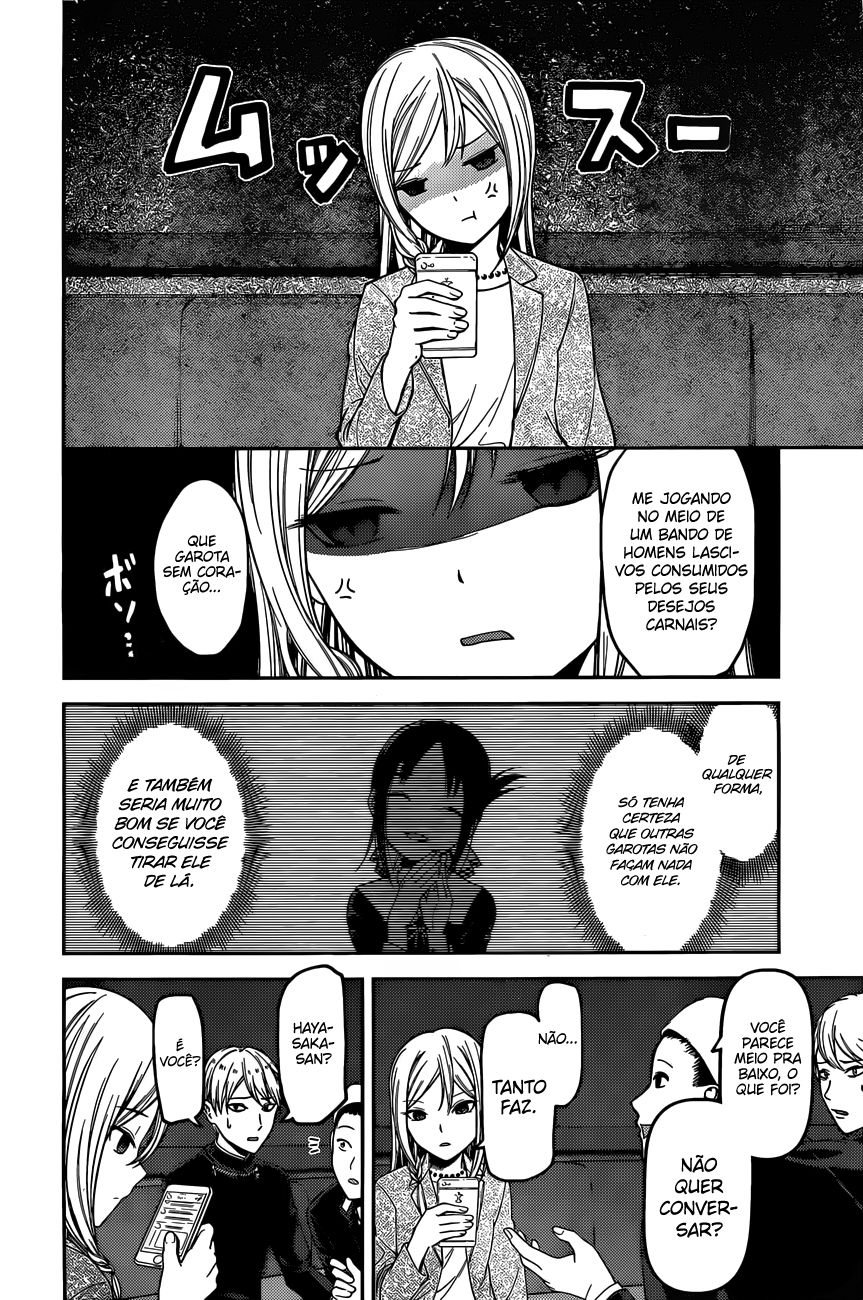 ムッスー
ME JOGANDO
NO MEIO DE
UM BANDO DE
HOMENS LASCI-
VOS CONSUMIDOS
PELOS SEUS
DESEJOS
CARNAIS?
QUE
GAROTA
SEM CORA-
ÇÃO...
ボソ…
DE
QUALQUER
FORMA,
SÓ TENHA
CERTEZA
QUE OUTRAS
GAROTAS NÃO
FAÇAM NADA
COM ELE.
E TAMBÉM
SERIA MUITO
BOM SE VOCÊ
CONSEGUISSE
TIRAR ELE
DE LÁ.
VOCÊ
PARECE
MEIO PRA
BAIXO, O
QUE FOI?
NÃO
QUER
CONVER-
SAR?
NÃO...
TANTO
FAZ.
HAYA-
SAKA-
SAN?
É
VOCÊ?